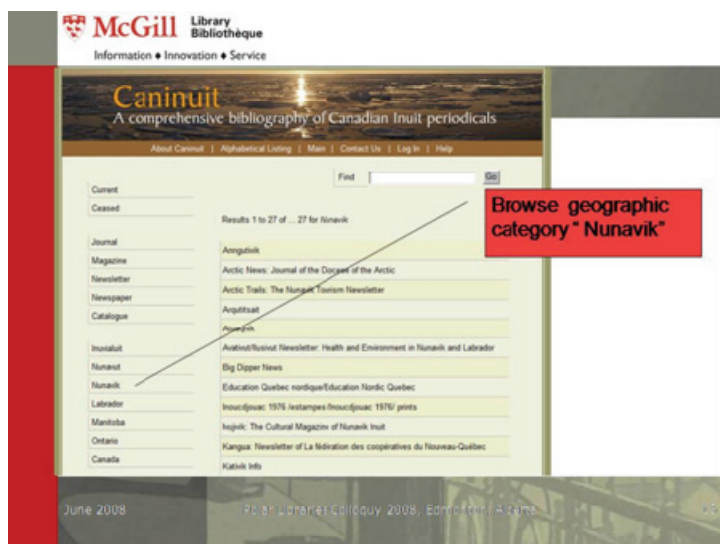 McGill Library
Bibliothèque
Information ♦ Innovation ♦ Service
Caninuit
A comprehensive bibliography of Canadian Inuit periodicals
About Caninuit | Alphabetical Listing | Main | Contact Us | Log In | Help
Find
Go
Current
Ceased
Journal
Magazine
Newsletter
Newspaper
Catalogue
Inuvialuit
Nunavut
Nunavik
Labrador
Manitoba
Ontario
Canada
Results 1 to 27 of ... 27 for Nunavik
Anngutivik
Arctic News: Journal of the Docese of the Arctic
Arctic Trails: The Nunavik Tourism Newsletter
Arqutitsait
Avativut/Ilusivut Newsletter: Health and Environment in Nunavik and Labrador
Big Dipper News
Education Quebec nordique/Education Nordic Quebec
Inoucdjouac 1976 /estampes /Inoucdjouac 1976/ prints
The Cultural Magazine of Nunavik Inuit
Kangua: Newsletter of La fédération des coopératives du Nouveau-Québec
Kativik Info
Browse geographic
category " Nunavik"
June 2008
Polar Libraries Colloquy 2008, Edmonton, Alberta